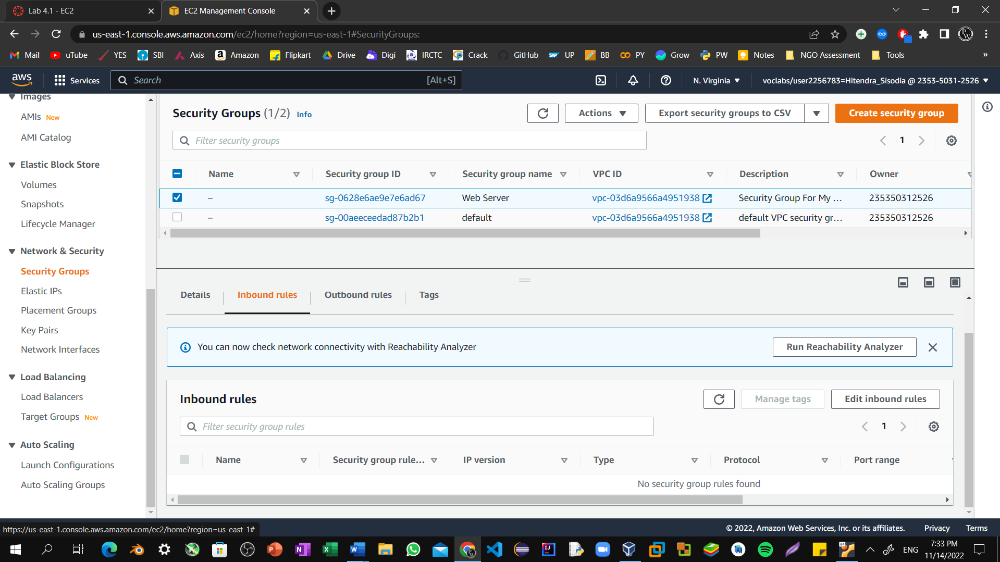 Lab 4.1 - EC2
EC2 Management Console
us-east-1.console.aws.amazon.com/ec2/home?region=us-east-1#SecurityGroups:
Mail uTube YES SBI Axis Amazon Flipkart Drive Digi IRCTC Crack GitHub UP BB PY Grow PW Notes NGO Assessment Tools »
aws Services Search [Alt+S] N. Virginia voclabs/user2256783=Hitendra_Sisodia @ 2353-5031-2526
Images
AMIs New
AMI Catalog
Elastic Block Store
Volumes
Snapshots
Lifecycle Manager
Network & Security
Security Groups
Elastic IPs
Placement Groups
Key Pairs
Network Interfaces
Load Balancing
Load Balancers
Target Groups New
Auto Scaling
Launch Configurations
Auto Scaling Groups
Security Groups (1/2) Info
Actions Export security groups to CSV Create security group
Filter security groups
1
Name Security group ID Security group name VPC ID Description Owner
– sg-0628e6ae9e7e6ad67 Web Server vpc-03d6a9566a4951938 Security Group For My ... 235350312526
– sg-00aeeceedad87b2b1 default vpc-03d6a9566a4951938 default VPC security gr... 235350312526
Details Inbound rules Outbound rules Tags
You can now check network connectivity with Reachability Analyzer Run Reachability Analyzer
Inbound rules Manage tags Edit inbound rules
Filter security group rules
1
Name Security group rule... IP version Type Protocol Port range
No security group rules found
https://us-east-1.console.aws.amazon.com/ec2/home?region=us-east-1#
© 2022, Amazon Web Services, Inc. or its affiliates. Privacy Terms
ENG
7:33 PM
11/14/2022